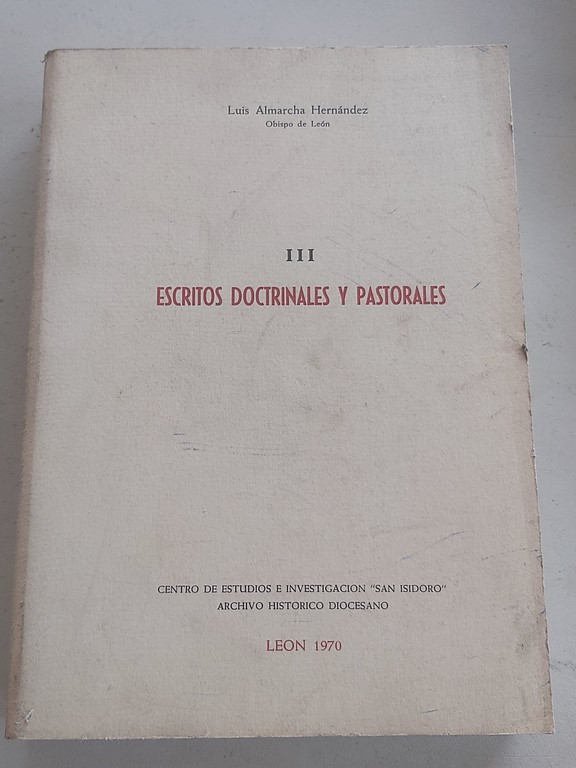 Luis Almarcha Hernández
Obispo de León
III
ESCRITOS DOCTRINALES Y PASTORALES
CENTRO DE ESTUDIOS E INVESTIGACION "SAN ISIDORO"
ARCHIVO HISTORICO DIOCESANO
LEON 1970